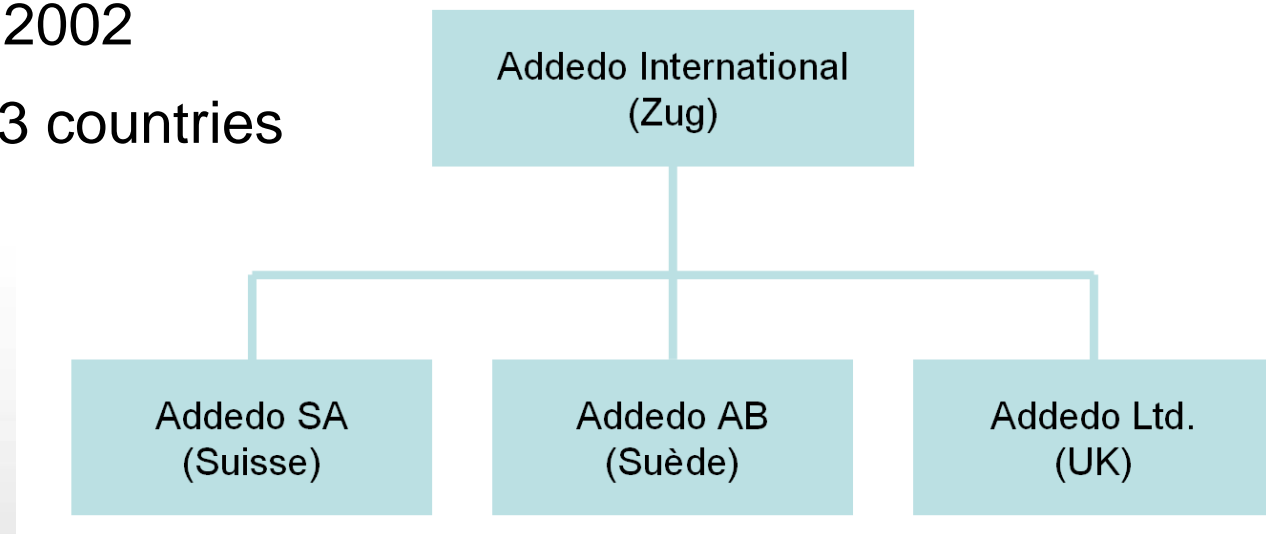 2002
3 countries
Addedo International
(Zug)
Addedo SA
(Suisse)
Addedo AB
(Suède)
Addedo Ltd.
(UK)